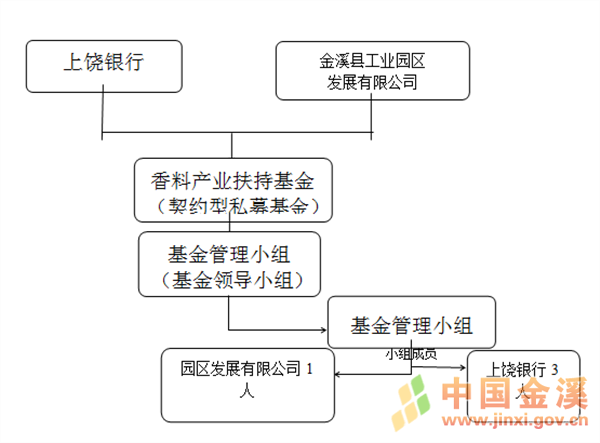 上饶银行
金溪县工业园区
发展有限公司
香料产业扶持基金
（契约型私募基金）
基金管理小组
（基金领导小组）
基金管理小组
小组成员
园区发展有限公司 1
人
上饶银行 3
人
中国金溪
www.jinxi.gov.cn